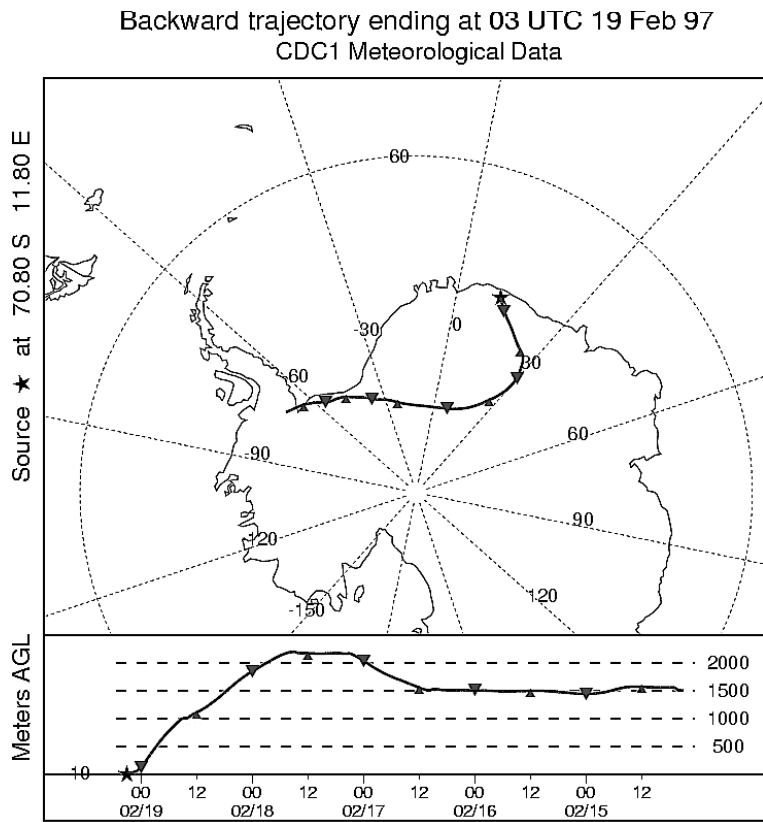 Backward trajectory ending at 03 UTC 19 Feb 97
CDC1 Meteorological Data
Source ★ at 70.80 S 11.80 E
60
-30
0
30
-60
60
-90
90
120
120
-150
Meters AGL
2000
1500
1000
500
10
00 12 00 12 00 12 00 12 00 12
02/19 02/18 02/17 02/16 02/15